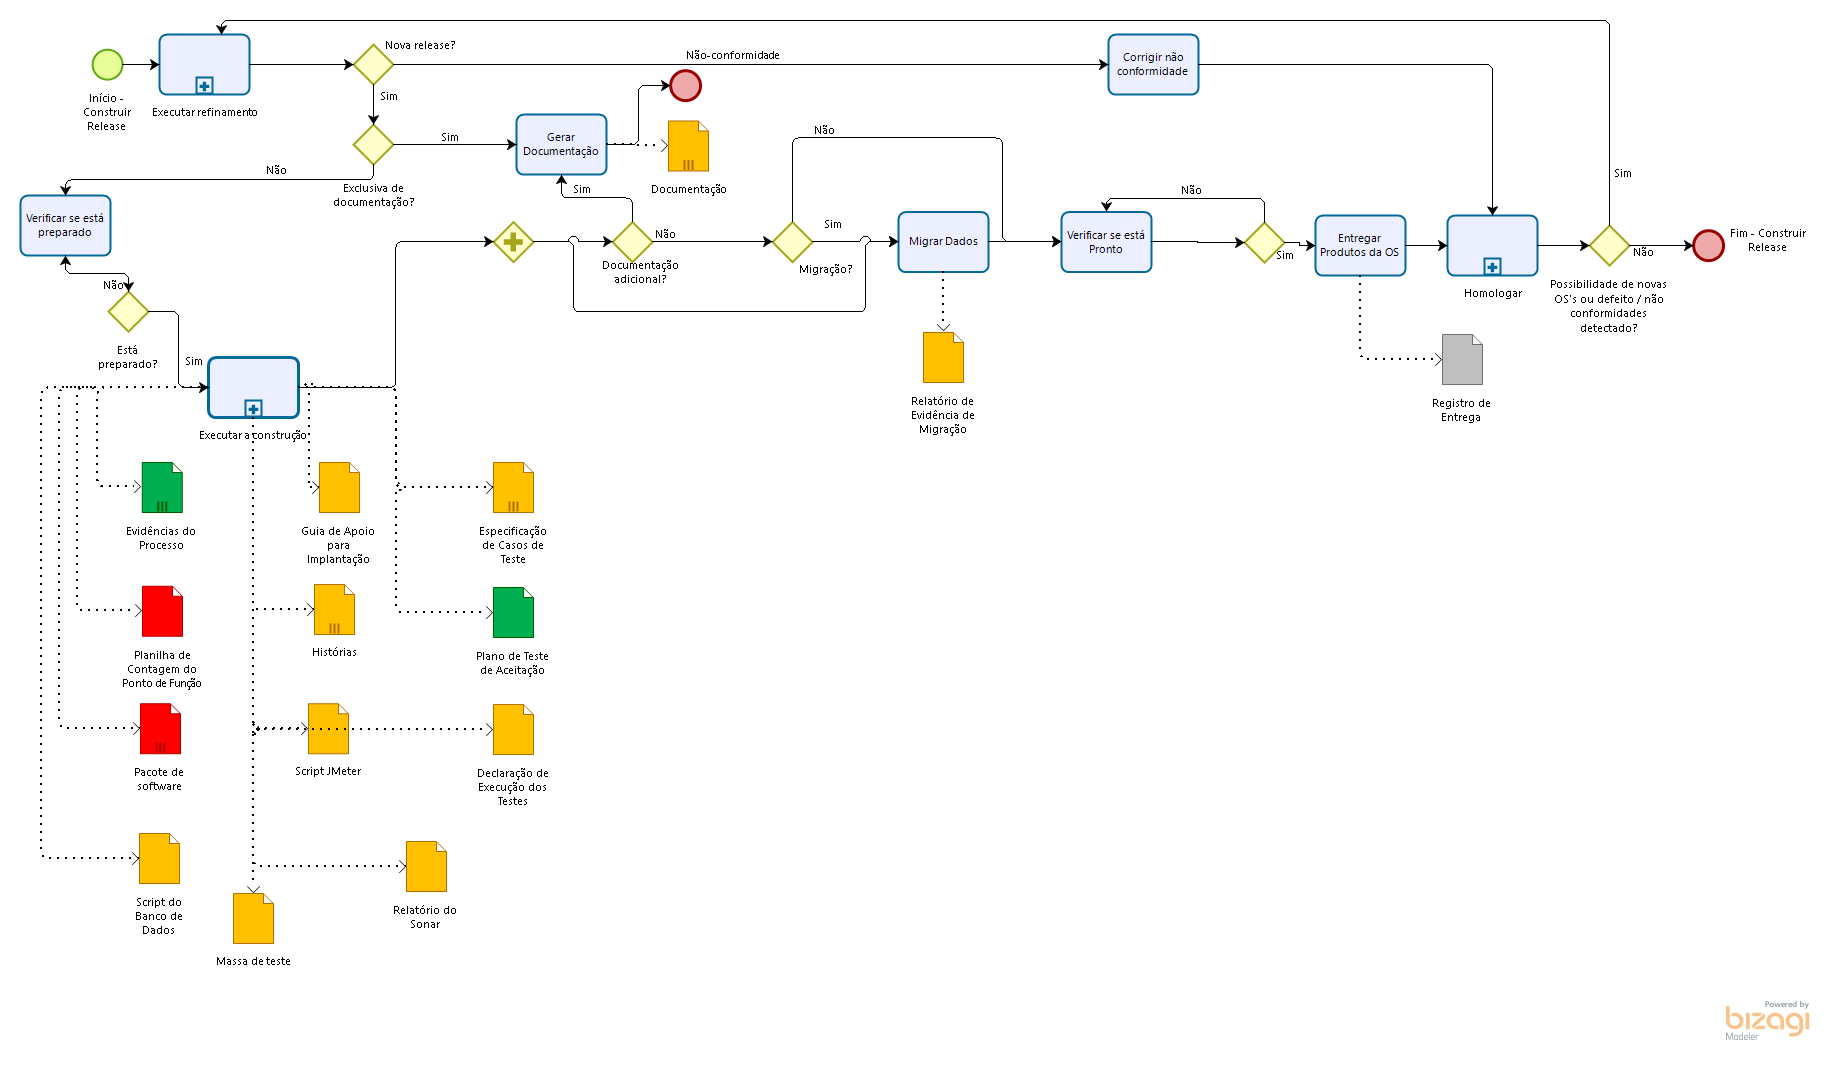 Nova release?
Não-conformidade
Corrigir não
conformidade
Início -
Construir
Release
Executar refinamento
Sim
Sim
Gerar
Documentação
Não
Exclusiva de
documentação?
Documentação
Não
Sim
Sim
Não
Verificar se está
preparado
Não
Documentação
adicional?
Sim
Migração?
Migrar Dados
Verificar se está
Pronto
Sim
Entregar
Produtos da OS
Homologar
Não
Fim - Construir
Release
Possibilidade de novas
OS's ou defeito / não
conformidades
detectado?
Não
Está
preparado?
Sim
Executar a construção
Relatório de
Evidência de
Migração
Registro de
Entrega
Evidências do
Processo
Guia de Apoio
para
Implantação
Especificação
de Casos de
Teste
Planilha de
Contagem do
Ponto de Função
Histórias
Plano de Teste
de Aceitação
Pacote de
software
Script JMeter
Declaração de
Execução dos
Testes
Script do
Banco de
Dados
Relatório do
Sonar
Massa de teste
Powered by
bizagi
Modeler